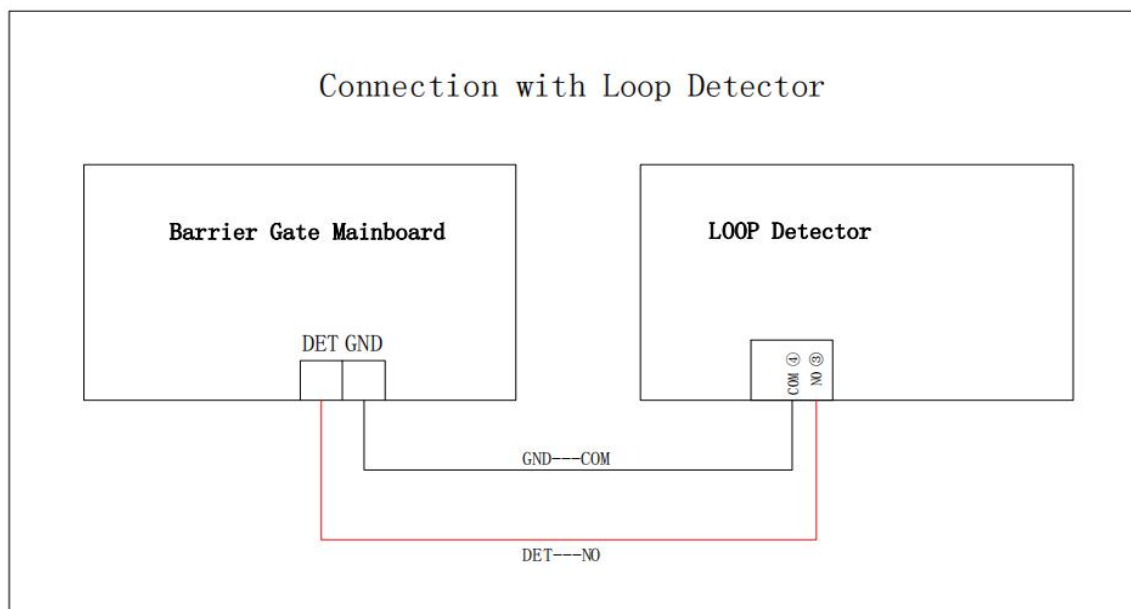 Connection with Loop Detector
Barrier Gate Mainboard
LOOP Detector
DET GND
COM ④
NO ③
GND---COM
DET---NO